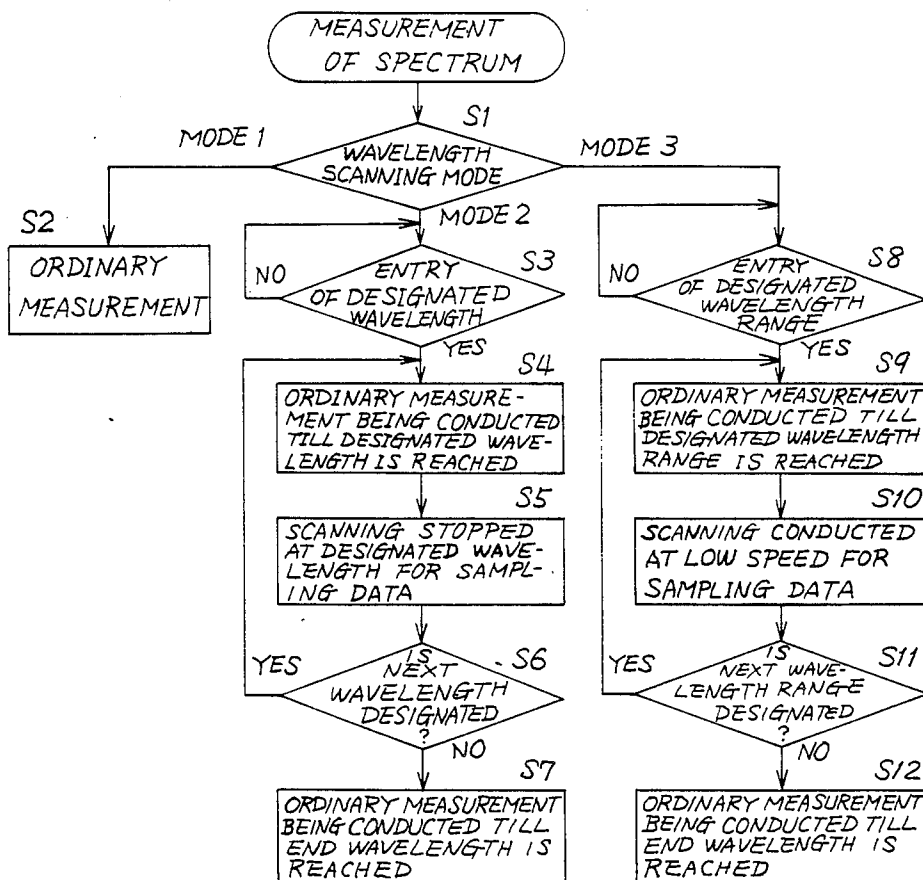 MEASUREMENT
OF SPECTRUM
S1
MODE 1
WAVELENGTH
SCANNING MODE
MODE 3
S2
ORDINARY
MEASUREMENT
MODE 2
S3
NO
ENTRY
OF DESIGNATED
WAVELENGTH
YES
S4
ORDINARY MEASURE-
MENT BEING CONDUCTED
TILL DESIGNATED WAVE-
LENGTH IS REACHED
S5
SCANNING STOPPED
AT DESIGNATED WAVE-
LENGTH FOR SAMPL-
ING DATA
S6
YES
IS
NEXT
WAVELENGTH
DESIGNATED
?
NO
S7
ORDINARY MEASUREMENT
BEING CONDUCTED TILL
END WAVELENGTH IS
REACHED
S8
NO
ENTRY
OF DESIGNATED
WAVELENGTH
RANGE
YES
S9
ORDINARY MEASUREMENT
BEING CONDUCTED TILL
DESIGNATED WAVELENGTH
RANGE IS REACHED
S10
SCANNING CONDUCTED
AT LOW SPEED FOR
SAMPLING DATA
S11
YES
IS
NEXT WAVE-
LENGTH RANGE
DESIGNATED
?
NO
S12
ORDINARY MEASUREMENT
BEING CONDUCTED TILL
END WAVELENGTH IS
REACHED